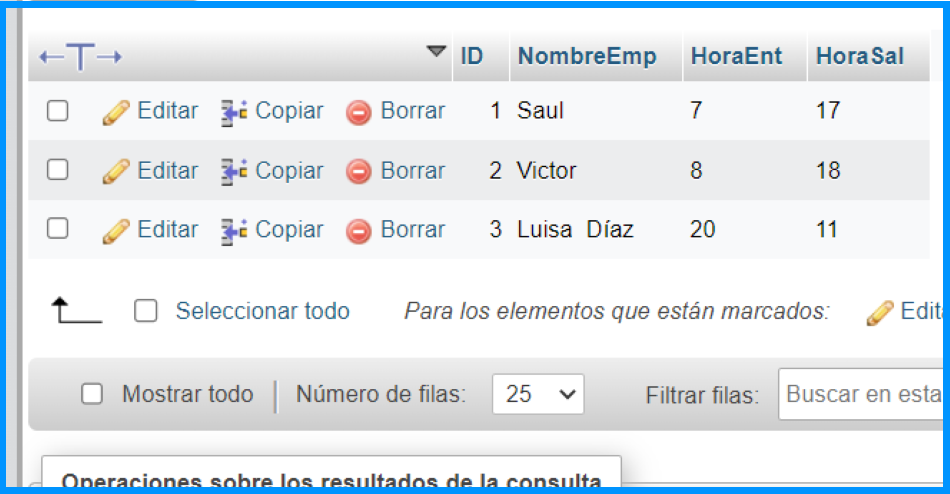 ID NombreEmp HoraEnt HoraSal
Editar Copiar Borrar 1 Saul 7 17
Editar Copiar Borrar 2 Victor 8 18
Editar Copiar Borrar 3 Luisa Díaz 20 11
Seleccionar todo Para los elementos que están marcados: Edita
Mostrar todo Número de filas: 25 Filtrar filas: Buscar en esta
Operaciones sobre los resultados de la consulta